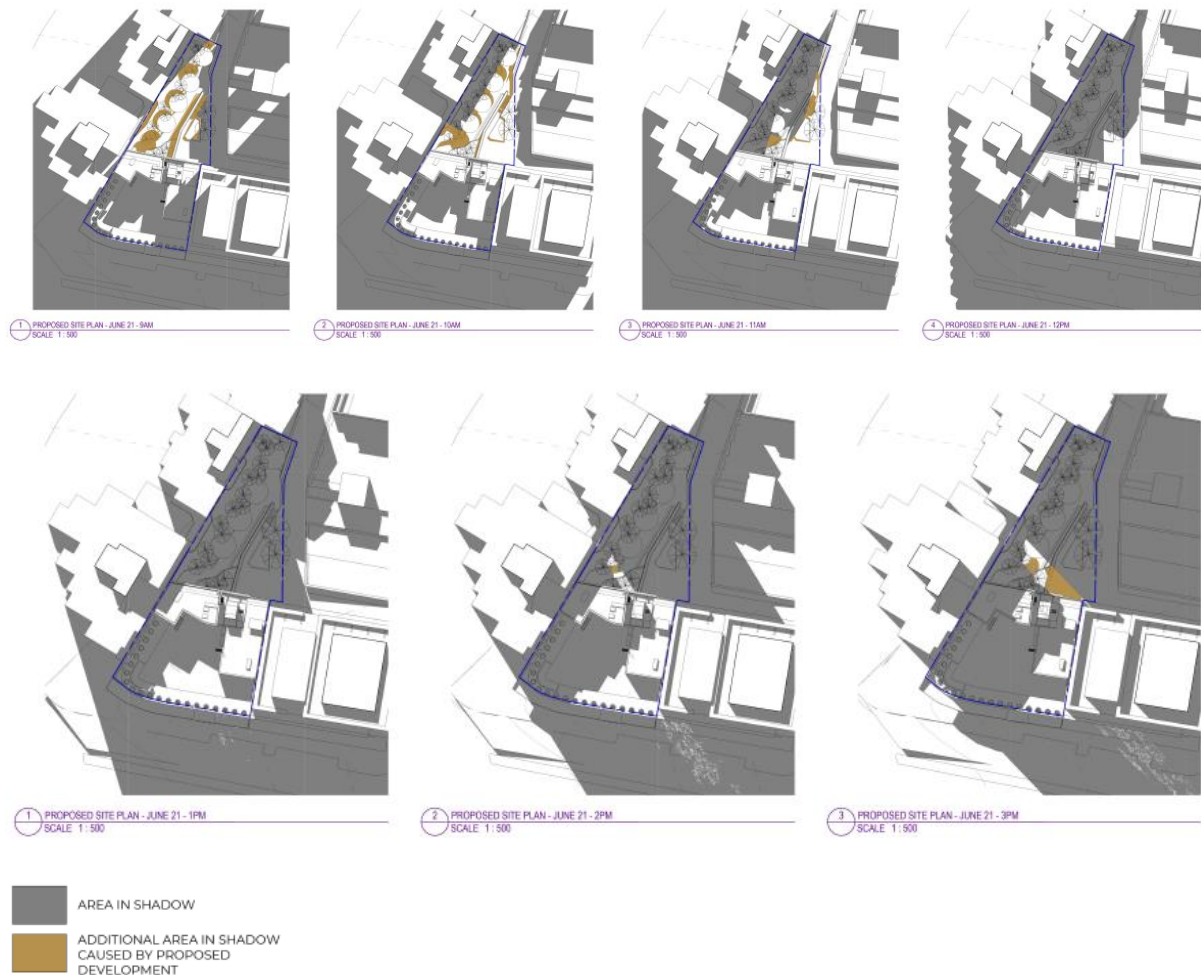 1 PROPOSED SITE PLAN - JUNE 21 - 9AM
SCALE 1 : 500
2 PROPOSED SITE PLAN - JUNE 21 - 10AM
SCALE 1 : 500
3 PROPOSED SITE PLAN - JUNE 21 - 11AM
SCALE 1 : 500
4 PROPOSED SITE PLAN - JUNE 21 - 12PM
SCALE 1 : 500
1 PROPOSED SITE PLAN - JUNE 21 - 1PM
SCALE 1 : 500
2 PROPOSED SITE PLAN - JUNE 21 - 2PM
SCALE 1 : 500
3 PROPOSED SITE PLAN - JUNE 21 - 3PM
SCALE 1 : 500
AREA IN SHADOW
ADDITIONAL AREA IN SHADOW
CAUSED BY PROPOSED
DEVELOPMENT